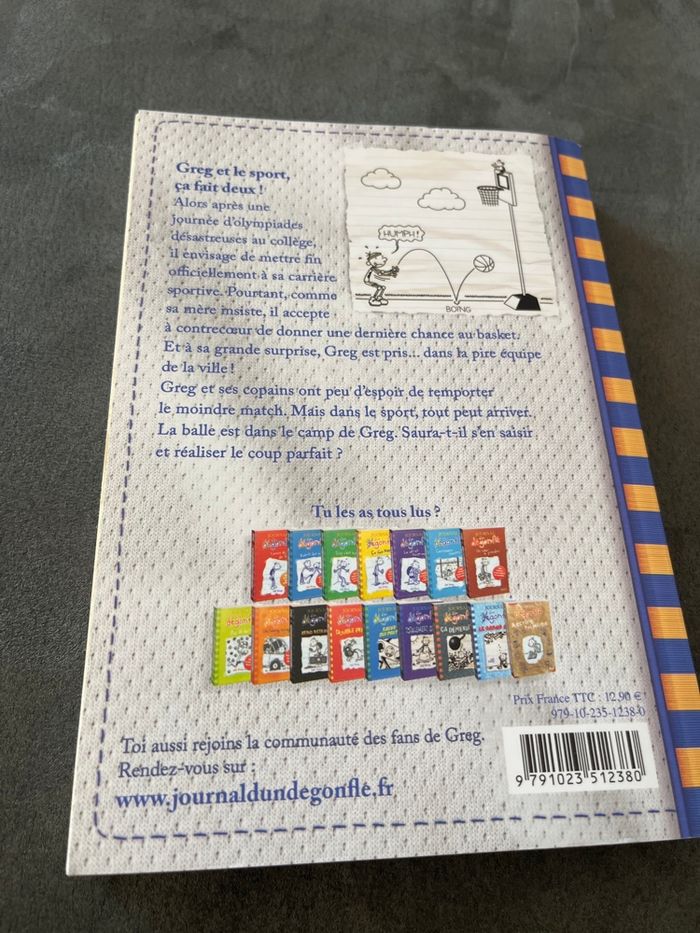 Greg et le sport,
ça fait deux !
Alors après une
journée d'olympiades
désastreuses au collège,
il envisage de mettre fin
officiellement à sa carrière
sportive. Pourtant, comme
sa mère insiste, il accepte
à contrecœur de donner une dernière chance au basket.
Et à sa grande surprise, Greg est pris... dans la pire équipe
de la ville !
Greg et ses copains ont peu d'espoir de remporter
le moindre match. Mais dans le sport, tout peut arriver.
La balle est dans le camp de Greg. Saura-t-il s'en saisir
et réaliser le coup parfait ?
HUMPH !
BOING
Tu les as tous lus ?
Prix France TTC : 12,90 €
979-10-235-1238-0
9 791023 512380
Toi aussi rejoins la communauté des fans de Greg.
Rendez-vous sur :
www.journaldundegonfle.fr